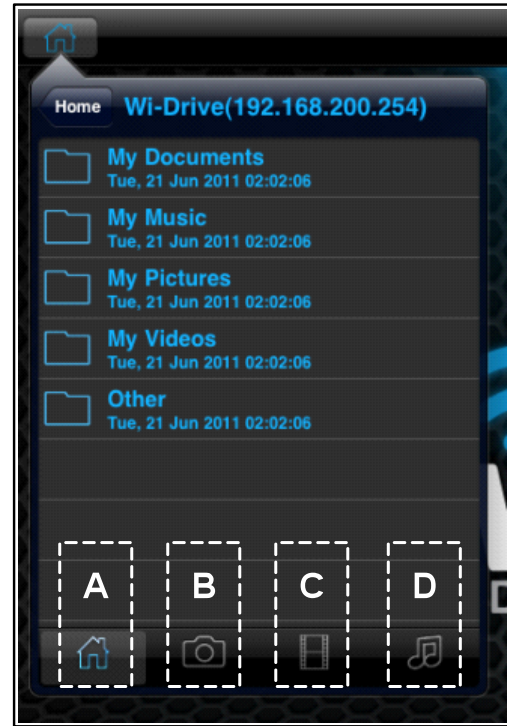 Home Wi-Drive(192.168.200.254)
My Documents
Tue, 21 Jun 2011 02:02:06
My Music
Tue, 21 Jun 2011 02:02:06
My Pictures
Tue, 21 Jun 2011 02:02:06
My Videos
Tue, 21 Jun 2011 02:02:06
Other
Tue, 21 Jun 2011 02:02:06
A B C D